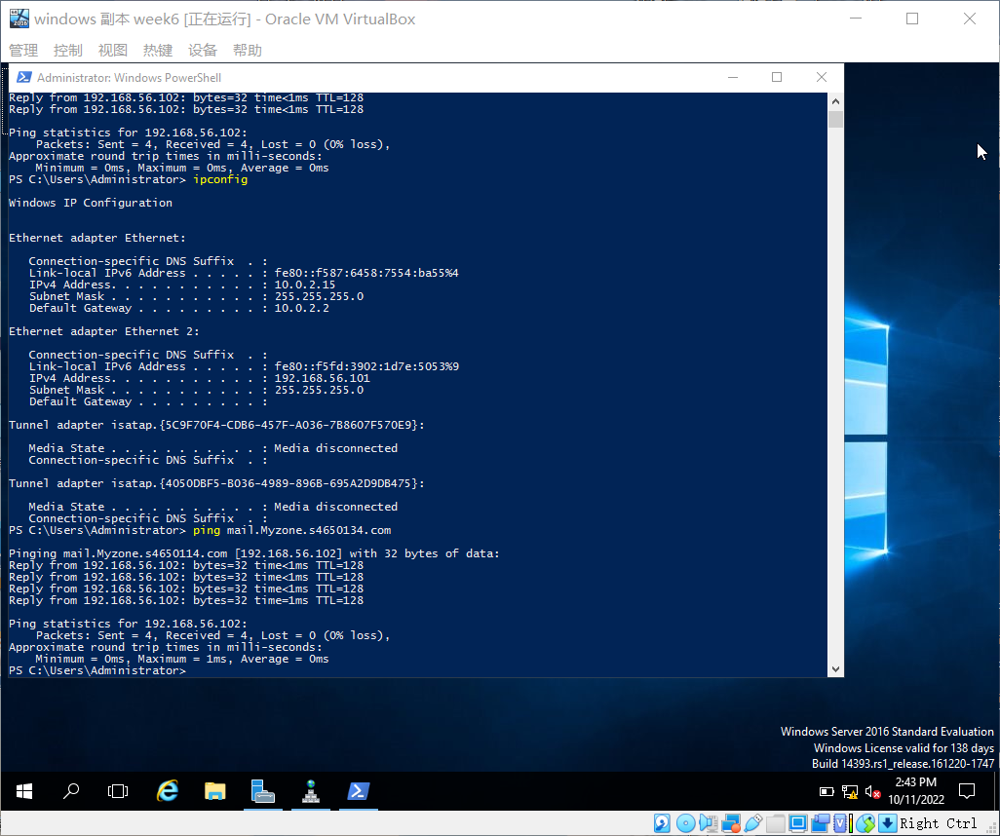 windows 副本 week6 [正在运行] - Oracle VM VirtualBox
管理 控制 视图 热键 设备 帮助
Administrator: Windows PowerShell
Reply from 192.168.56.102: bytes=32 time<1ms TTL=128
Reply from 192.168.56.102: bytes=32 time<1ms TTL=128
Ping statistics for 192.168.56.102:
Packets: Sent = 4, Received = 4, Lost = 0 (0% loss),
Approximate round trip times in milli-seconds:
Minimum = 0ms, Maximum = 0ms, Average = 0ms
PS C:\Users\Administrator> ipconfig
Windows IP Configuration
Ethernet adapter Ethernet:
Connection-specific DNS Suffix . :
Link-local IPv6 Address . . . . . : fe80::f587:6458:7554:ba55%4
IPv4 Address. . . . . . . . . . . : 10.0.2.15
Subnet Mask . . . . . . . . . . . : 255.255.255.0
Default Gateway . . . . . . . . . : 10.0.2.2
Ethernet adapter Ethernet 2:
Connection-specific DNS Suffix . :
Link-local IPv6 Address . . . . . : fe80::f5fd:3902:1d7e:5053%9
IPv4 Address. . . . . . . . . . . : 192.168.56.101
Subnet Mask . . . . . . . . . . . : 255.255.255.0
Default Gateway . . . . . . . . . :
Tunnel adapter isatap.{5C9F70F4-CDB6-457F-A036-7B8607F570E9}:
Media State . . . . . . . . . . . : Media disconnected
Connection-specific DNS Suffix . :
Tunnel adapter isatap.{4050DBF5-B036-4989-896B-695A2D9DB475}:
Media State . . . . . . . . . . . : Media disconnected
Connection-specific DNS Suffix . :
PS C:\Users\Administrator> ping mail.Myzone.s4650134.com
Pinging mail.Myzone.s4650114.com [192.168.56.102] with 32 bytes of data:
Reply from 192.168.56.102: bytes=32 time<1ms TTL=128
Reply from 192.168.56.102: bytes=32 time<1ms TTL=128
Reply from 192.168.56.102: bytes=32 time<1ms TTL=128
Reply from 192.168.56.102: bytes=32 time=1ms TTL=128
Ping statistics for 192.168.56.102:
Packets: Sent = 4, Received = 4, Lost = 0 (0% loss),
Approximate round trip times in milli-seconds:
Minimum = 0ms, Maximum = 1ms, Average = 0ms
PS C:\Users\Administrator>
Windows Server 2016 Standard Evaluation
Windows License valid for 138 days
Build 14393.rs1_release.161220-1747
2:43 PM
10/11/2022
Right Ctrl